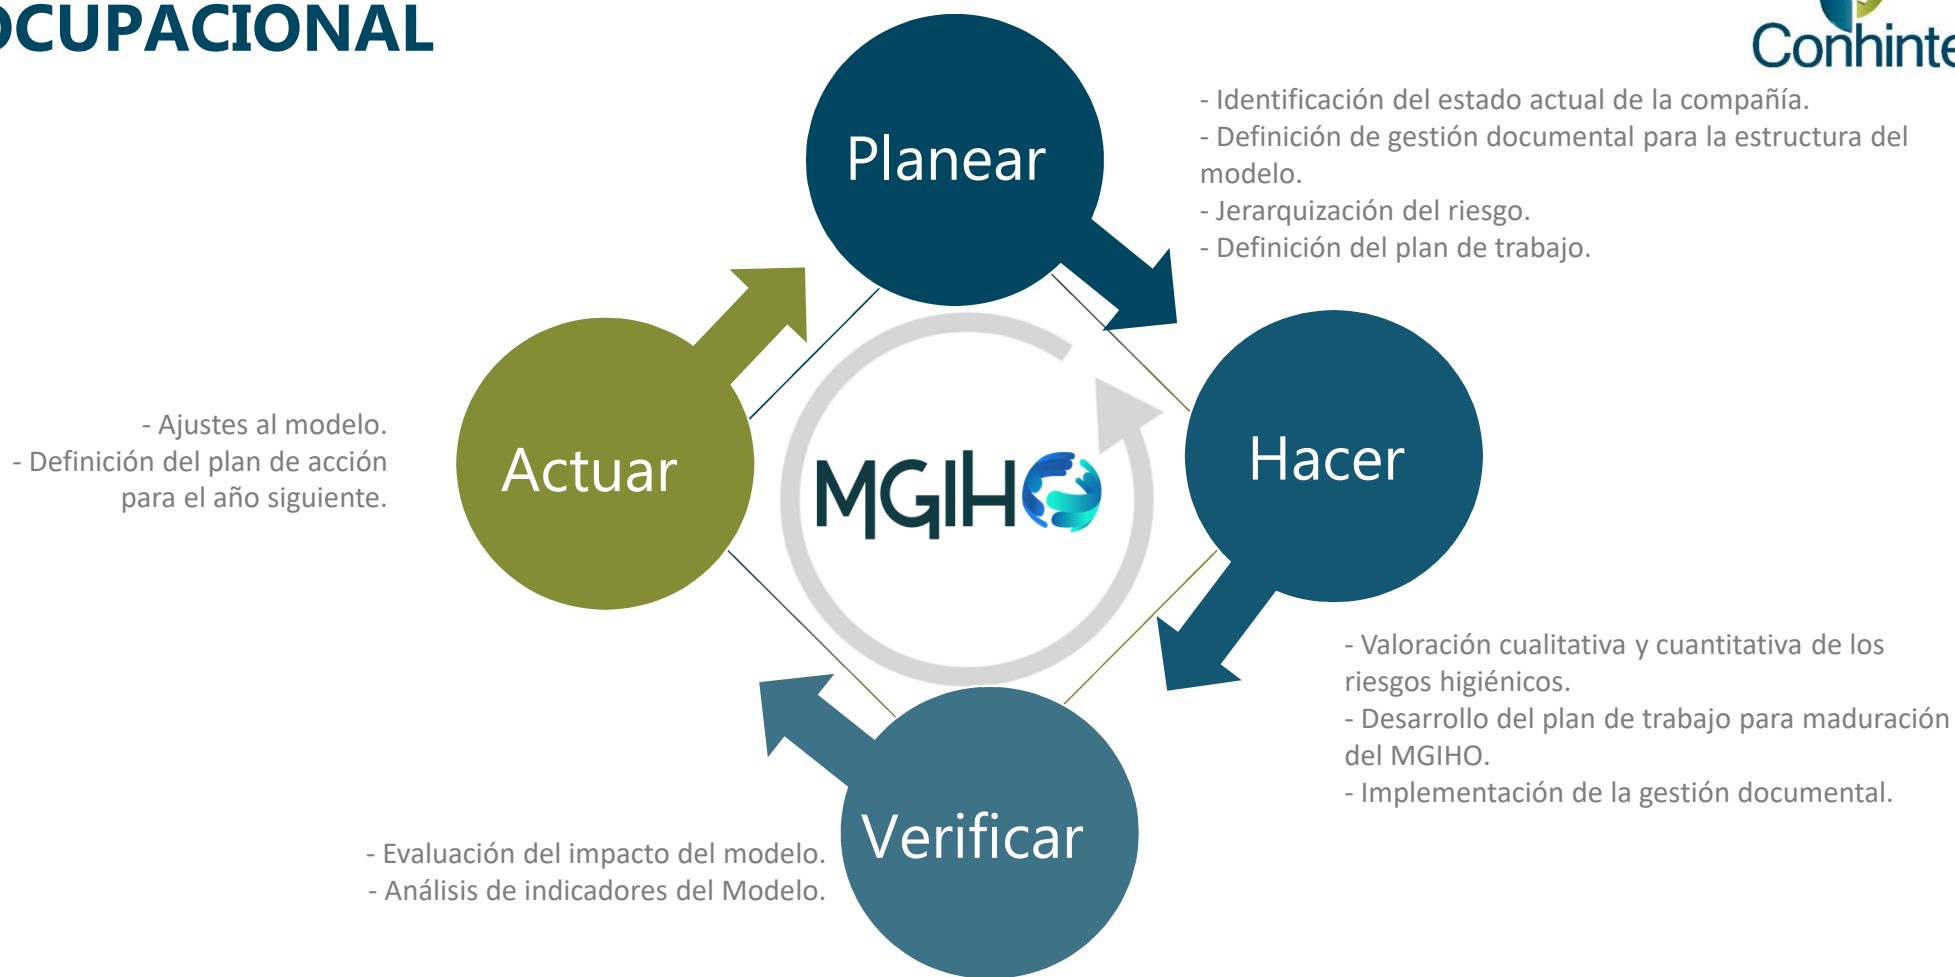 OCUPACIONAL
Conhinte
Planear
- Identificación del estado actual de la compañía.
- Definición de gestión documental para la estructura del
modelo.
- Jerarquización del riesgo.
- Definición del plan de trabajo.
Actuar
- Ajustes al modelo.
- Definición del plan de acción
para el año siguiente.
MGIHO
Hacer
- Valoración cualitativa y cuantitativa de los
riesgos higiénicos.
- Desarrollo del plan de trabajo para maduración
del MGIHO.
- Implementación de la gestión documental.
Verificar
- Evaluación del impacto del modelo.
- Análisis de indicadores del Modelo.